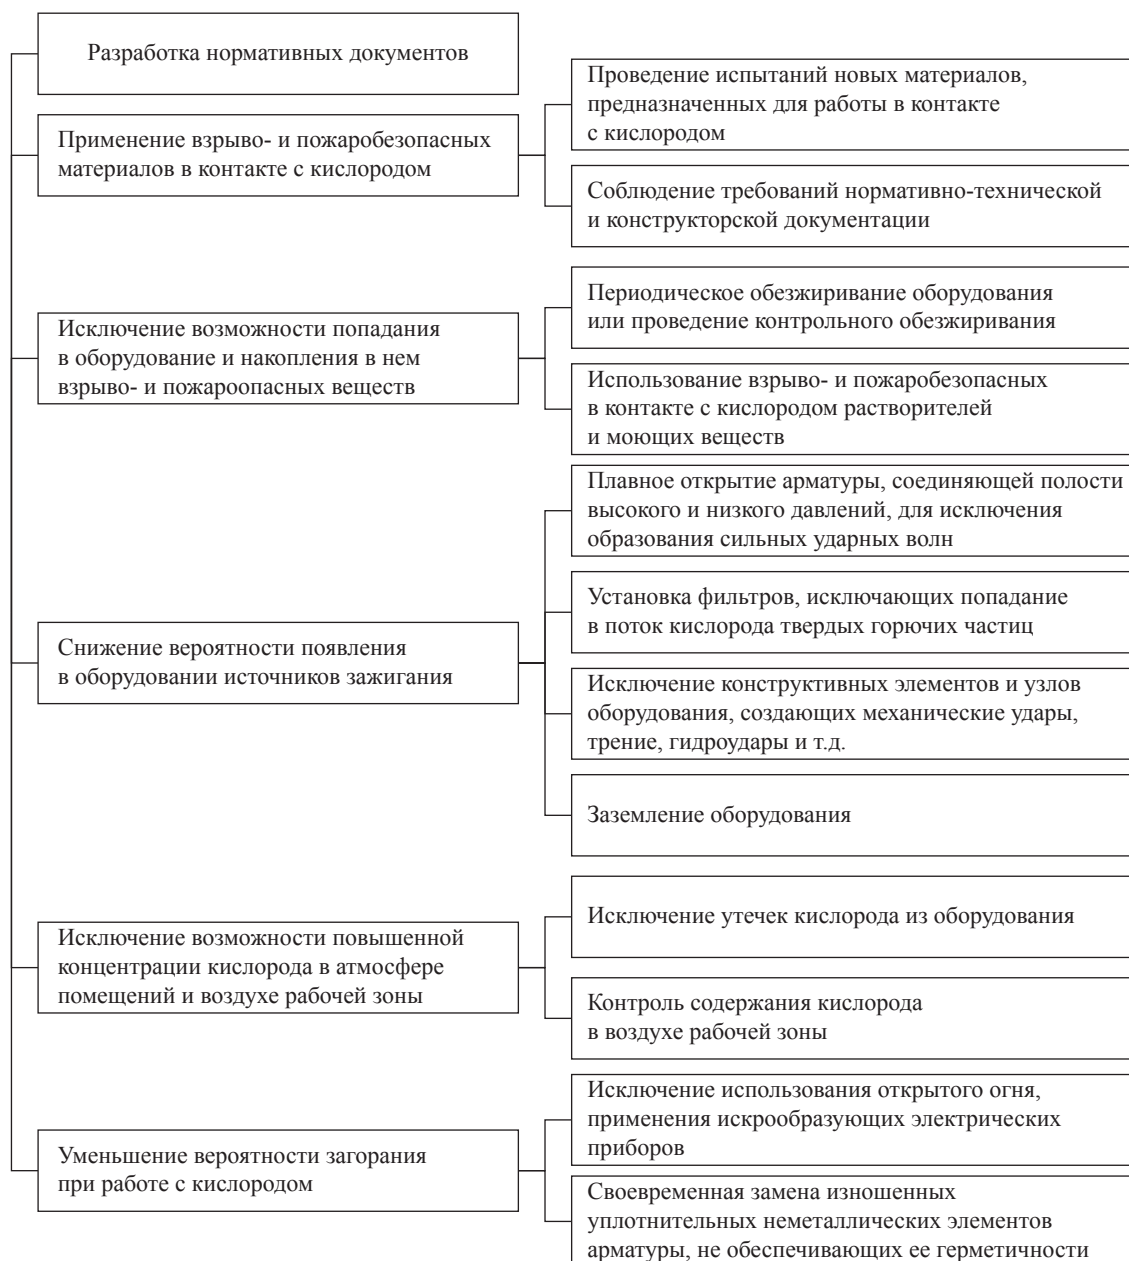 Разработка нормативных документов
Применение взрыво- и пожаробезопасных
материалов в контакте с кислородом
Проведение испытаний новых материалов,
предназначенных для работы в контакте
с кислородом
Соблюдение требований нормативно-технической
и конструкторской документации
Исключение возможности попадания
в оборудование и накопления в нем
взрыво- и пожароопасных веществ
Периодическое обезжиривание оборудования
или проведение контрольного обезжиривания
Использование взрыво- и пожаробезопасных
в контакте с кислородом растворителей
и моющих веществ
Снижение вероятности появления
в оборудовании источников зажигания
Плавное открытие арматуры, соединяющей полости
высокого и низкого давлений, для исключения
образования сильных ударных волн
Установка фильтров, исключающих попадание
в поток кислорода твердых горючих частиц
Исключение конструктивных элементов и узлов
оборудования, создающих механические удары,
трение, гидроудары и т.д.
Заземление оборудования
Исключение возможности повышенной
концентрации кислорода в атмосфере
помещений и воздухе рабочей зоны
Исключение утечек кислорода из оборудования
Контроль содержания кислорода
в воздухе рабочей зоны
Уменьшение вероятности загорания
при работе с кислородом
Исключение использования открытого огня,
применения искрообразующих электрических
приборов
Своевременная замена изношенных
уплотнительных неметаллических элементов
арматуры, не обеспечивающих ее герметичности